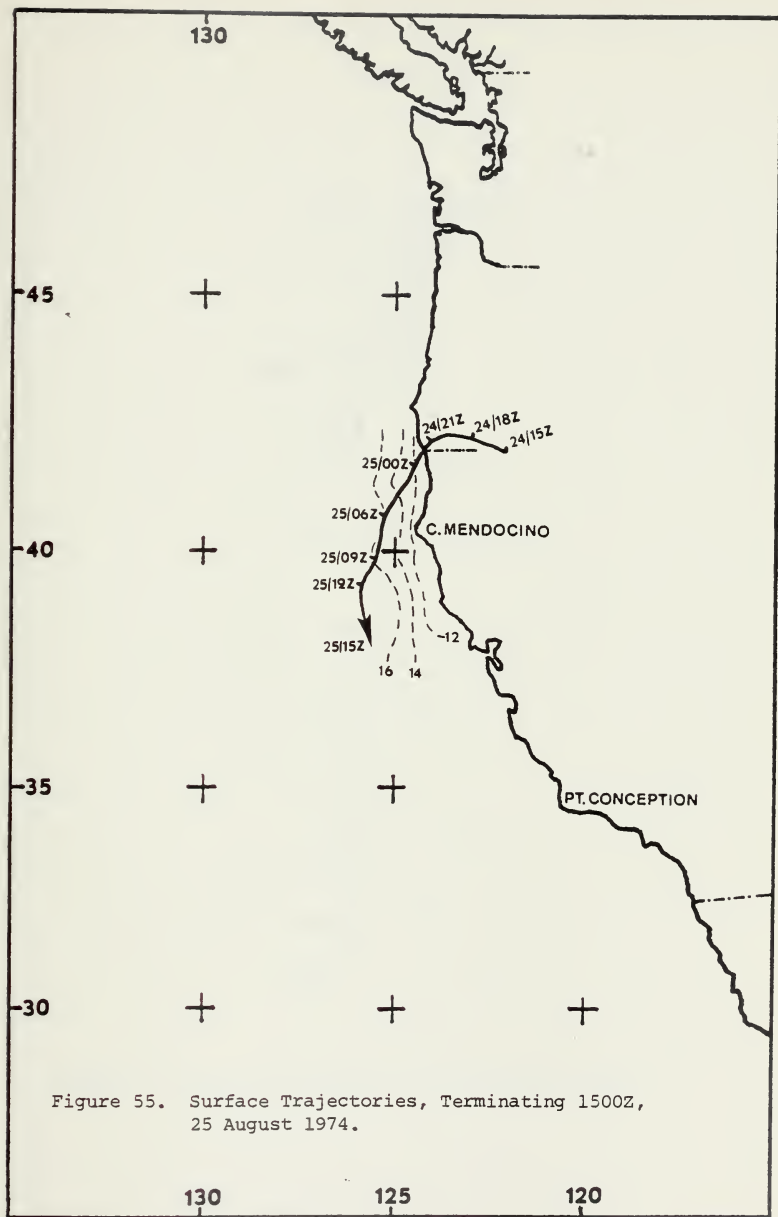 130
45
24/21Z
24/18Z
24/15Z
25/00Z
25/06Z
C. MENDOCINO
40
25/09Z
25/12Z
25/15Z
-12
16
14
35
PT. CONCEPTION
30
Figure 55. Surface Trajectories, Terminating 1500Z,
25 August 1974.
130
125
120